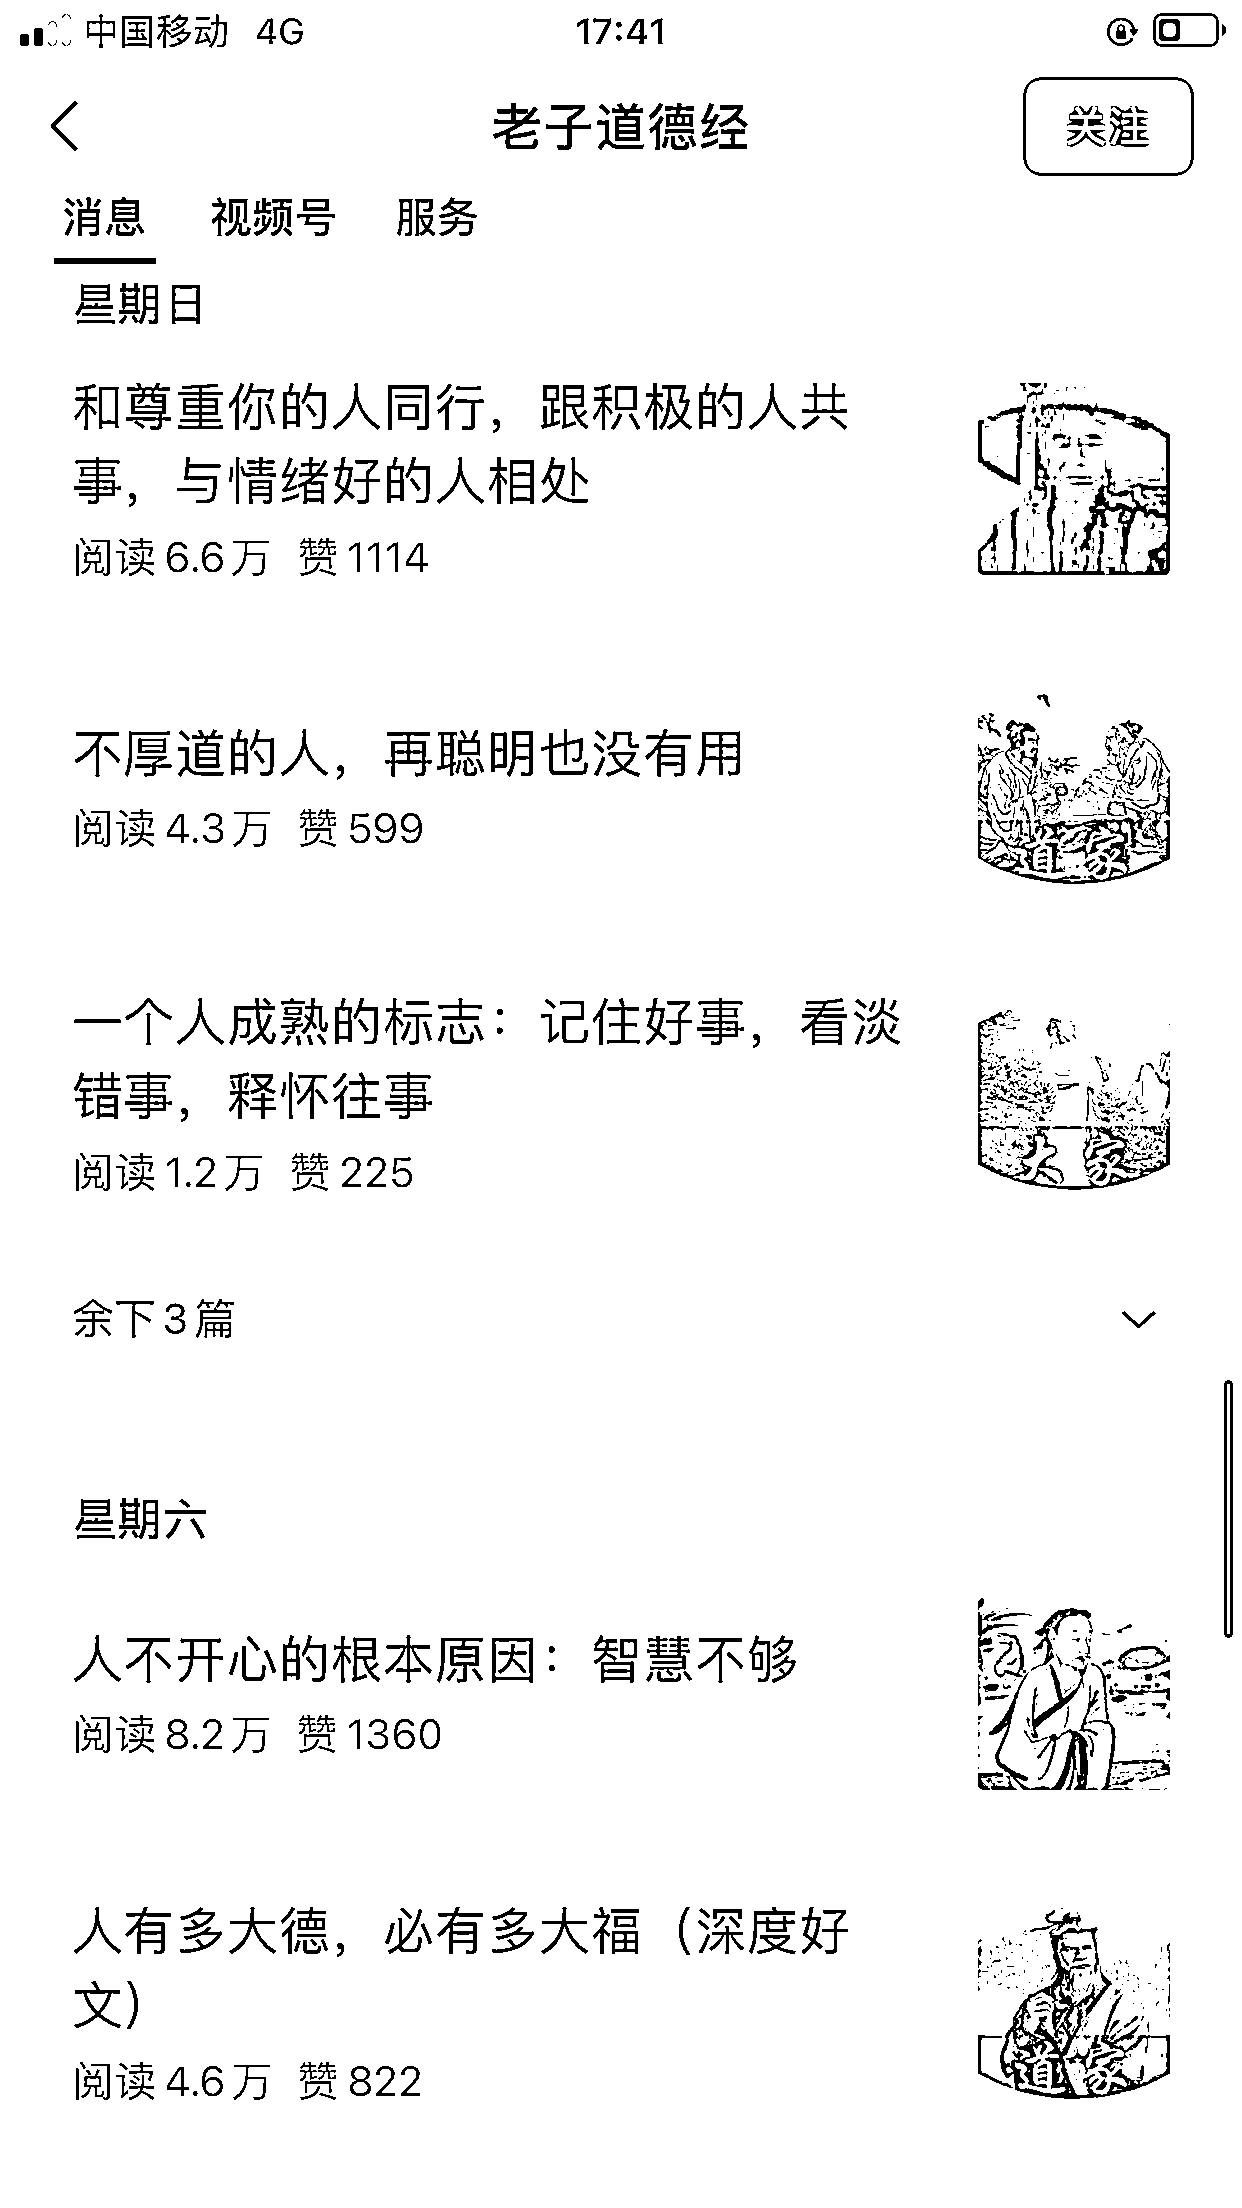 中国移动 4G 17:41
老子道德经 关注
消息 视频号 服务
星期日
和尊重你的人同行，跟积极的人共
事，与情绪好的人相处
阅读 6.6万 赞 1114
不厚道的人，再聪明也没有用
阅读 4.3万 赞 599
道家
一个人成熟的标志：记住好事，看淡
错事，释怀往事
阅读 1.2万 赞 225
大家
余下3篇
星期六
人不开心的根本原因：智慧不够
阅读 8.2万 赞 1360
人有多大德，必有多大福（深度好
文）
阅读 4.6万 赞 822
道家